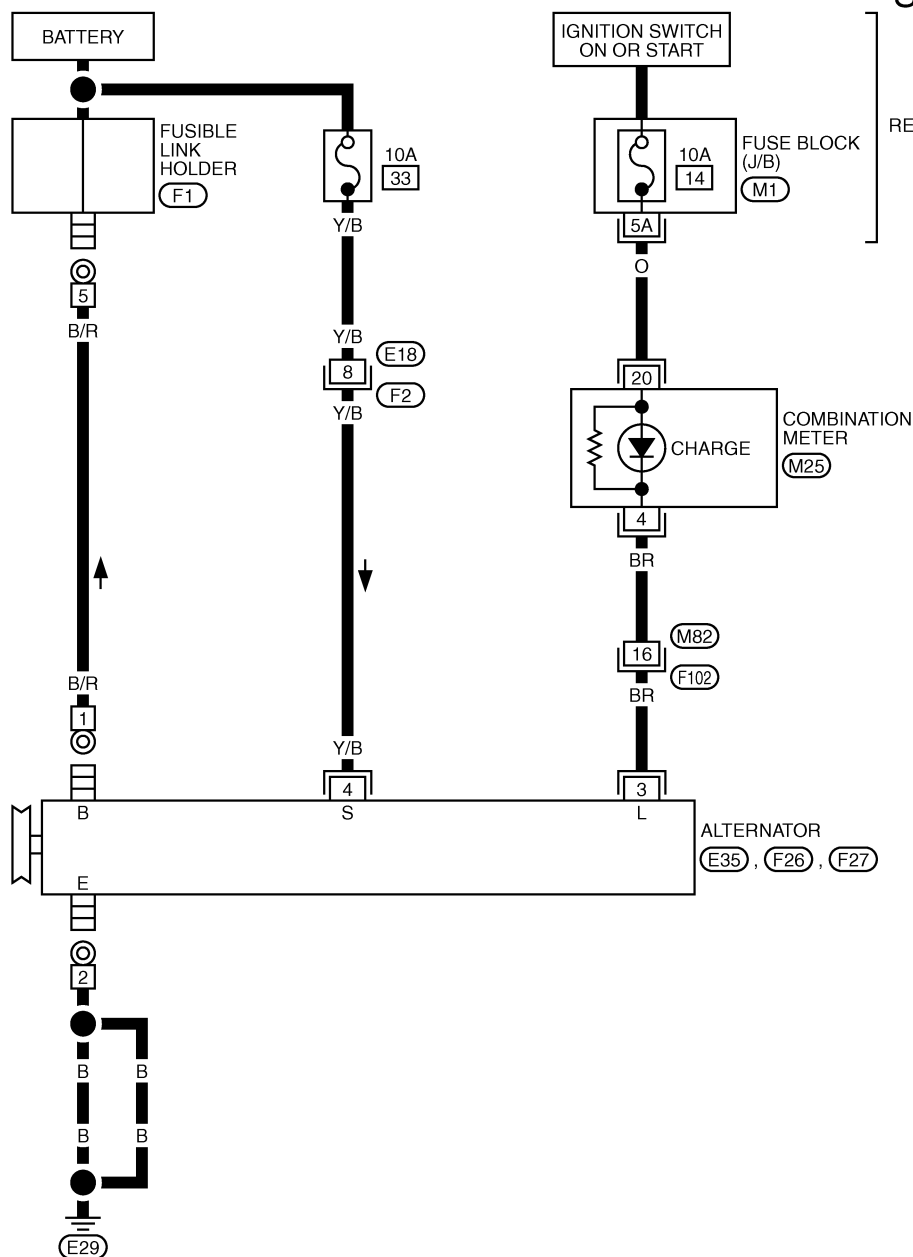 BATTERY
IGNITION SWITCH
ON OR START
FUSIBLE
LINK
HOLDER
F1
10A
33
10A
14
FUSE BLOCK
(J/B)
M1
RE
5A
Y/B
O
5
B/R
Y/B
E18
8
F2
Y/B
20
CHARGE
COMBINATION
METER
M25
4
BR
M82
16
F102
BR
B/R
1
Y/B
4
3
B
S
L
ALTERNATOR
E35 , F26 , F27
E
2
B
B
B
B
E29